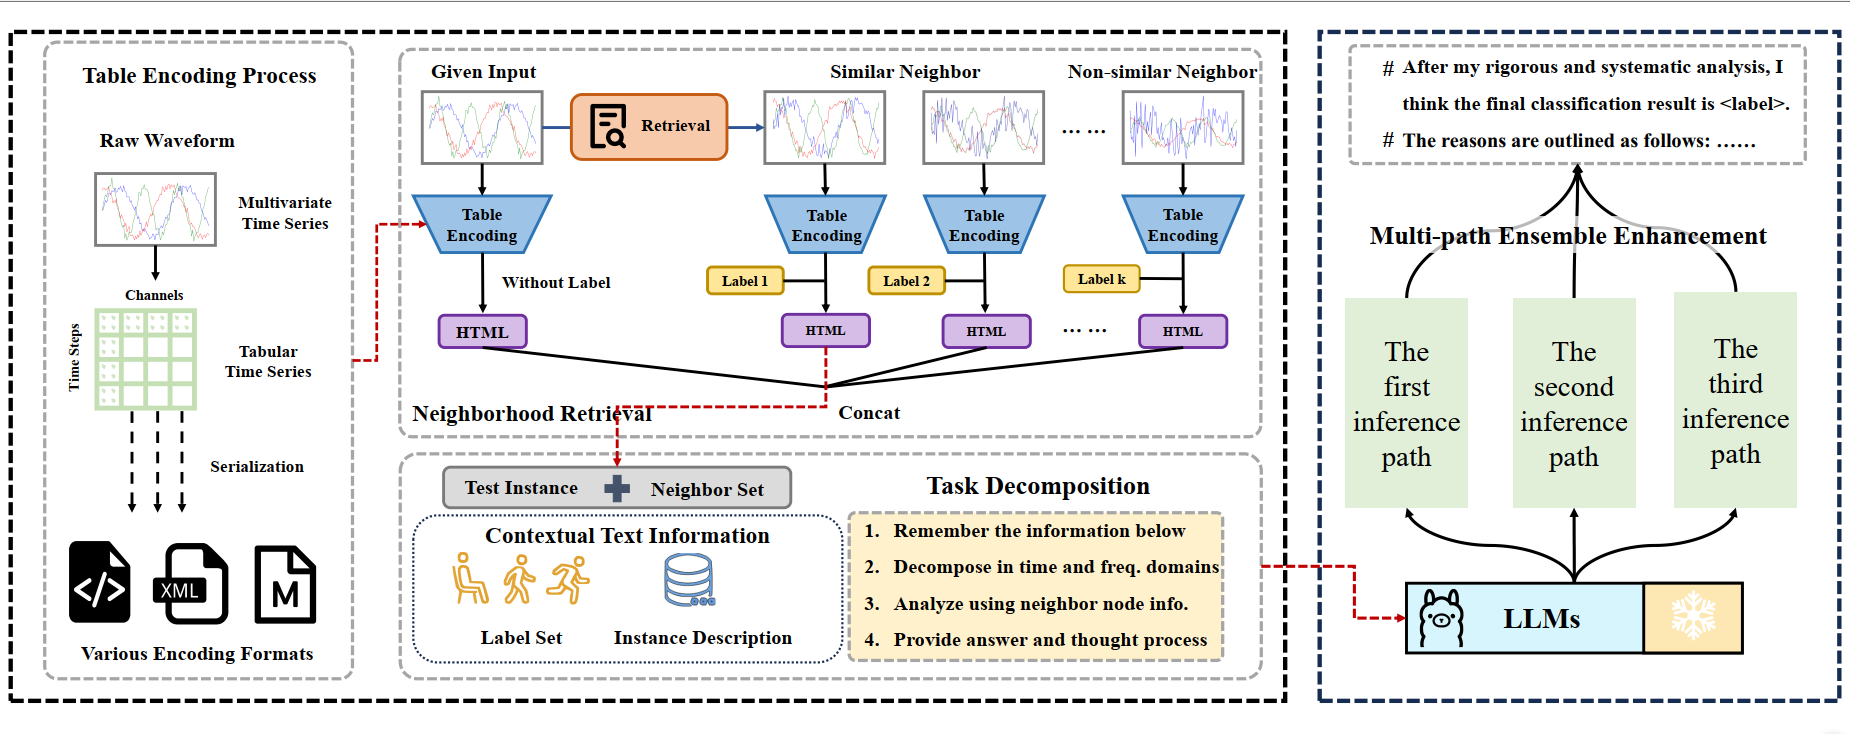 Table Encoding Process
Raw Waveform
Multivariate
Time Series
Channels
Time Steps
Tabular
Time Series
Serialization
</>
XML
M
Various Encoding Formats
Given Input
Similar Neighbor
Non-similar Neighbor
Retrieval
... ...
Table
Encoding
Table
Encoding
Table
Encoding
Table
Encoding
Without Label
Label 1
Label 2
Label k
HTML
HTML
HTML
... ...
HTML
Neighborhood Retrieval
Concat
Test Instance
Neighbor Set
Contextual Text Information
Label Set
Instance Description
Task Decomposition
1. Remember the information below
2. Decompose in time and freq. domains
3. Analyze using neighbor node info.
4. Provide answer and thought process
# After my rigorous and systematic analysis, I
think the final classification result is <label>.
# The reasons are outlined as follows: ......
Multi-path Ensemble Enhancement
The
first
inference
path
The
second
inference
path
The
third
inference
path
LLMs